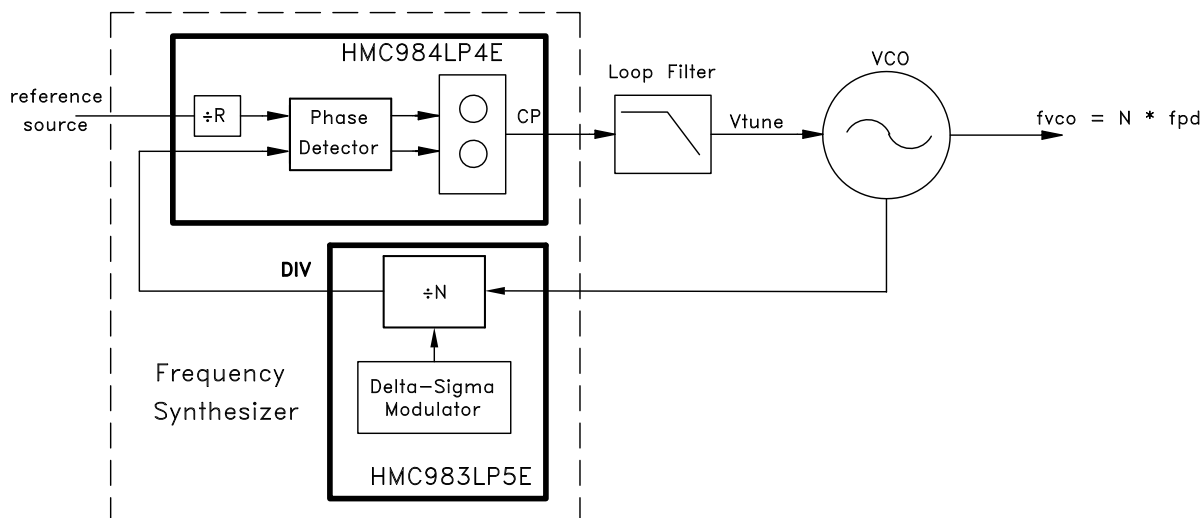 HMC984LP4E
reference
source
÷R
Phase
Detector
CP
Loop Filter
Vtune
VCO
fvco = N * fpd
DIV
÷N
Delta-Sigma
Modulator
Frequency
Synthesizer
HMC983LP5E